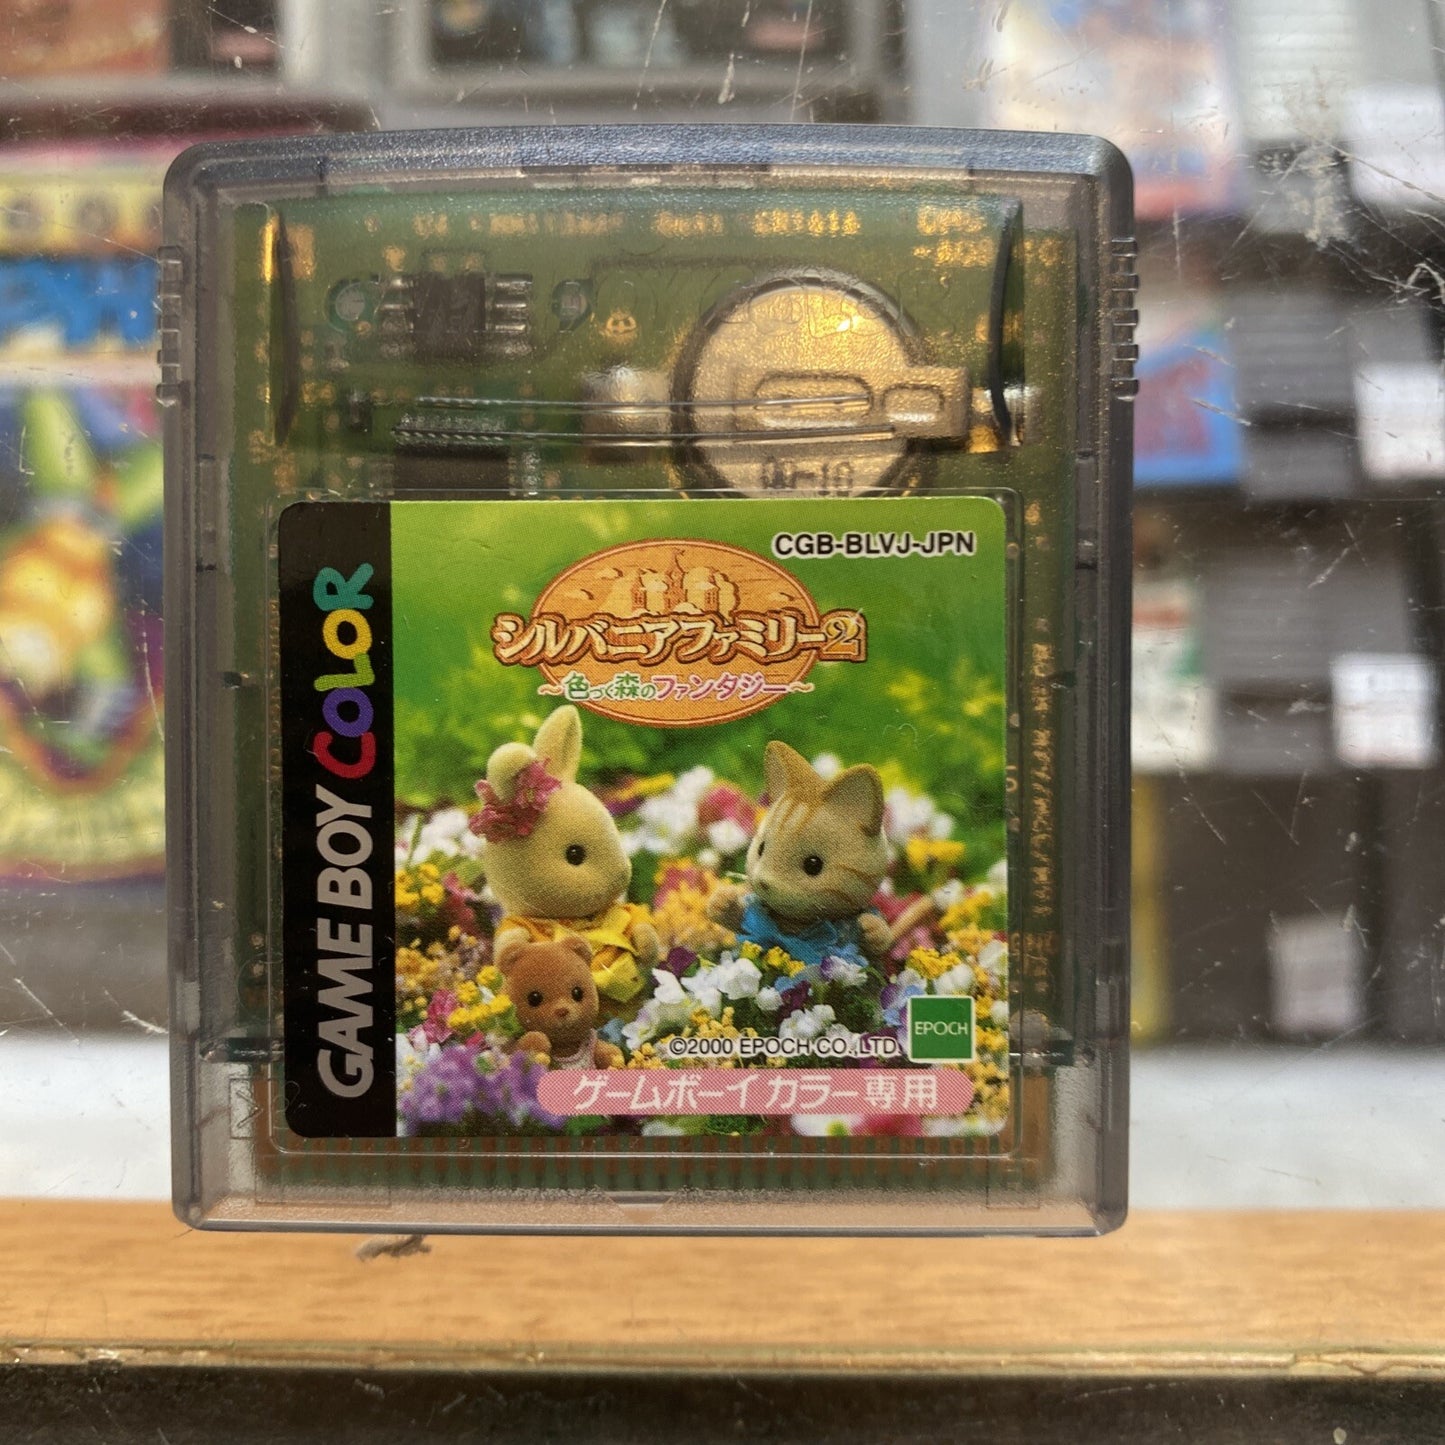 CGB-BLVJ-JPN
シルバニアファミリー2
～色づく森のファンタジー～
GAME BOY COLOR
©2000 EPOCH CO.,LTD
EPOCH
ゲームボーイカラー専用